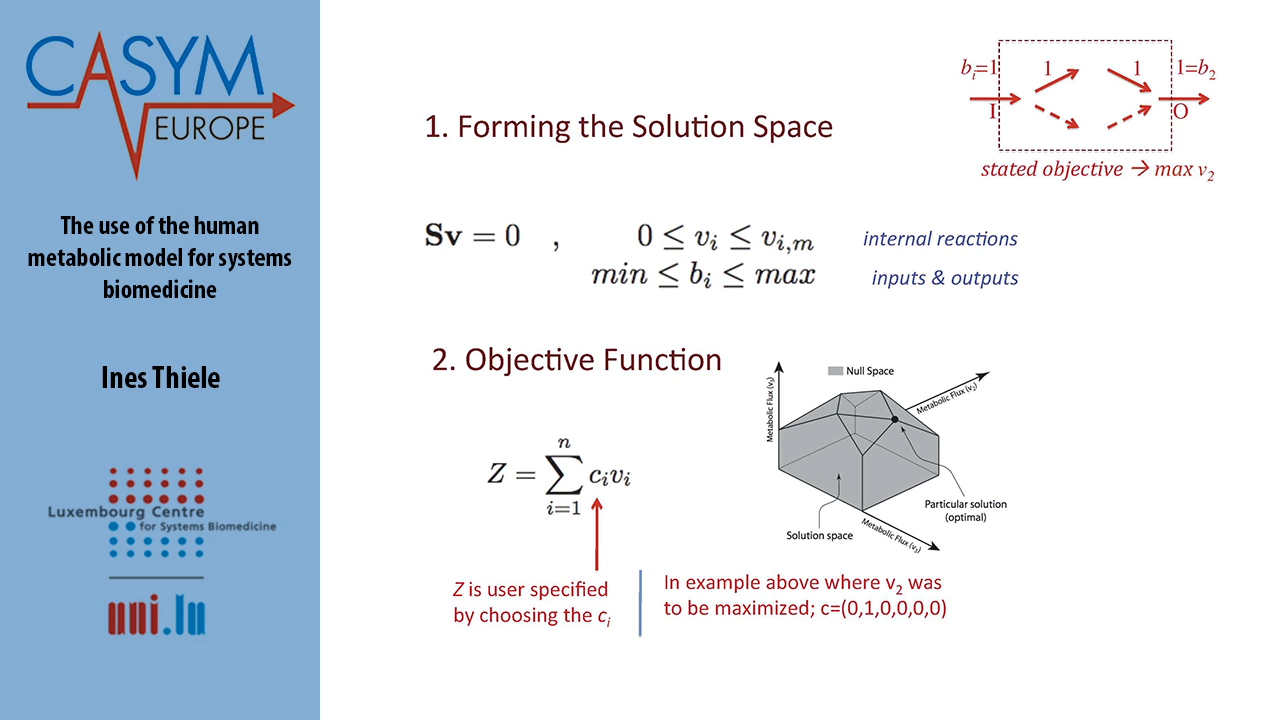 CASYM
EUROPE
The use of the human
metabolic model for systems
biomedicine
Ines Thiele
Luxembourg Centre
for Systems Biomedicine
uni.lu
1. Forming the Solution Space
bᵢ=1 1 1 1=b₂
I O
stated objective → max v₂
Sv = 0 , 0 ≤ vᵢ ≤ vᵢ,ₘ internal reactions
min ≤ bᵢ ≤ max inputs & outputs
2. Objective Function
Z = ∑ⁿᵢ₌₁ cᵢvᵢ
Z is user specified
by choosing the cᵢ
Null Space
Metabolic Flux (v₃)
Metabolic Flux (v₂)
Particular solution
(optimal)
Solution space
Metabolic Flux (v₁)
In example above where v₂ was
to be maximized; c=(0,1,0,0,0,0)